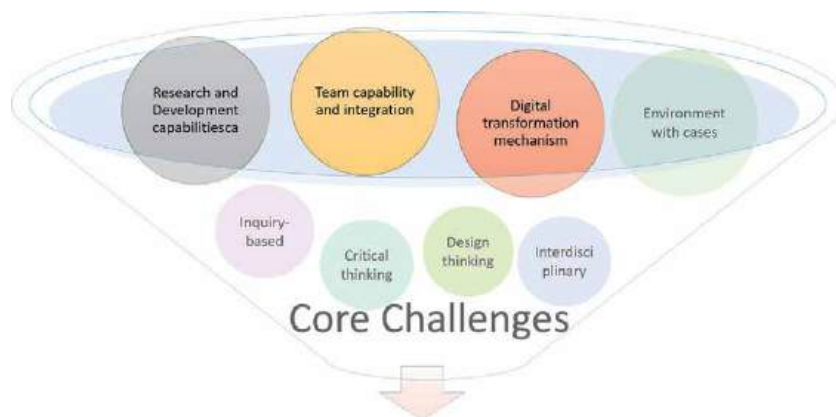 Research and
Development
capabilitiesca
Team capability
and integration
Digital
transformation
mechanism
Environment
with cases
Inquiry-
based
Critical
thinking
Design
thinking
Interdisci
plinary
Core Challenges